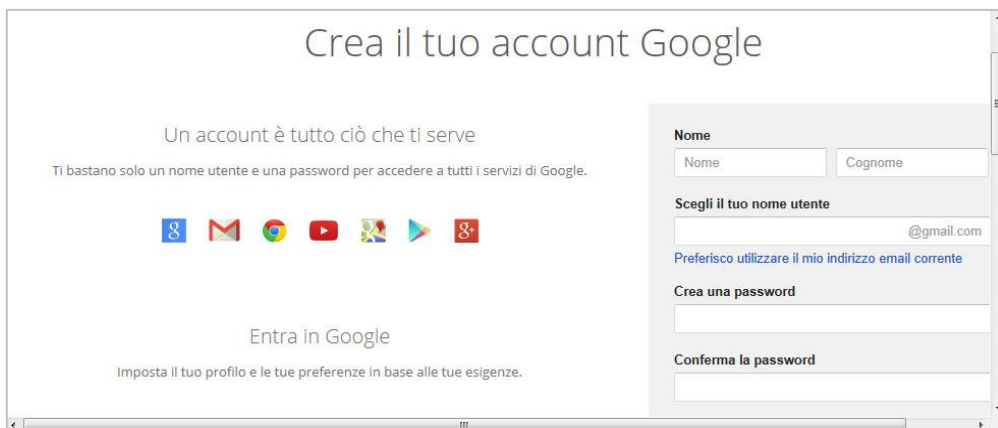 Crea il tuo account Google
Un account è tutto ciò che ti serve
Ti bastano solo un nome utente e una password per accedere a tutti i servizi di Google.
8 8+
Entra in Google
Imposta il tuo profilo e le tue preferenze in base alle tue esigenze.
Nome
Nome Cognome
Scegli il tuo nome utente
@gmail.com
Preferisco utilizzare il mio indirizzo email corrente
Crea una password
Conferma la password